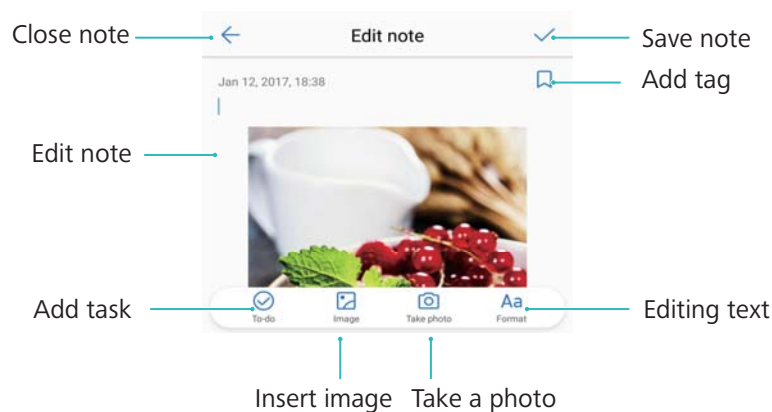 Close note
Edit note
Save note
Jan 12, 2017, 18:38
Add tag
Edit note
Add task
To-do
Image
Take photo
Aa
Format
Editing text
Insert image
Take a photo